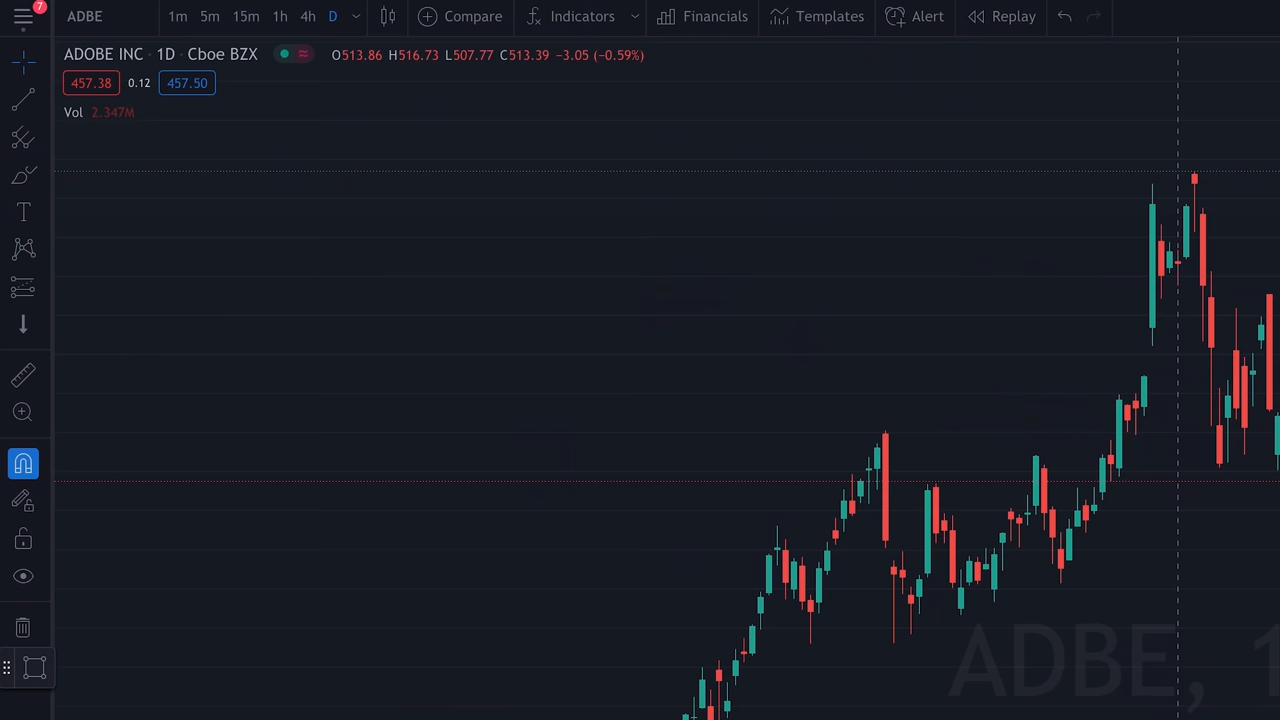 7
ADBE 1m 5m 15m 1h 4h D Compare Indicators Financials Templates Alert Replay
ADOBE INC · 1D · Cboe BZX O513.86 H516.73 L507.77 C513.39 −3.05 (−0.59%)
457.38 0.12 457.50
Vol 2.347M
T
ADBE, 1